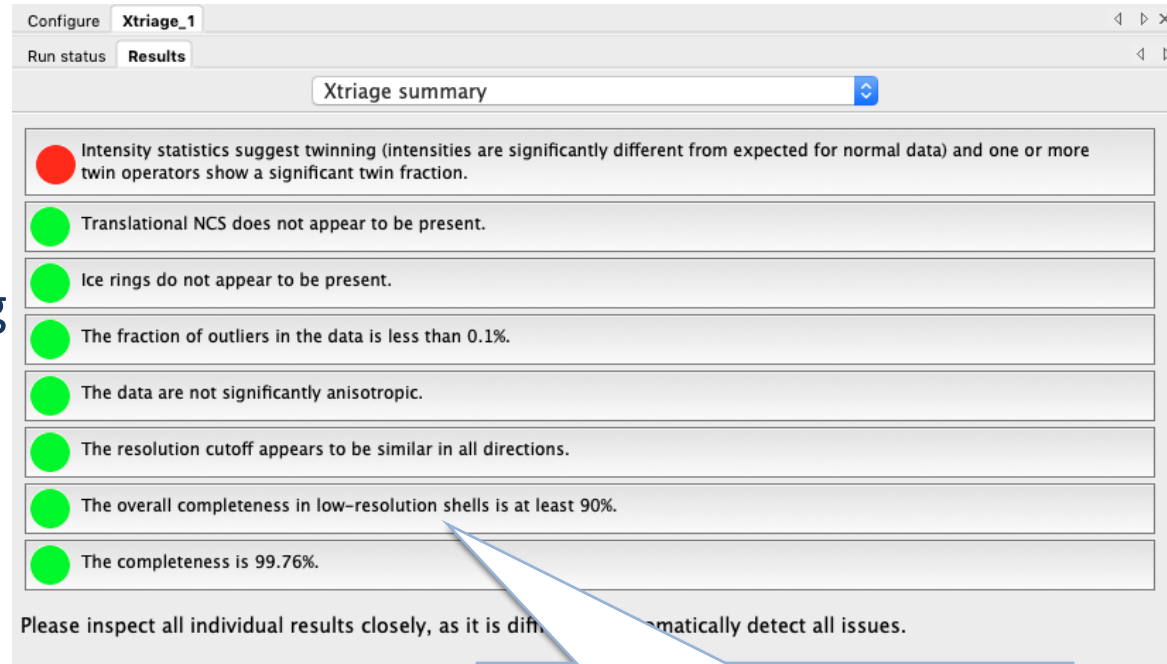 Configure Xtriage_1
Run status Results
Xtriage summary
Intensity statistics suggest twinning (intensities are significantly different from expected for normal data) and one or more
twin operators show a significant twin fraction.
Translational NCS does not appear to be present.
Ice rings do not appear to be present.
g
The fraction of outliers in the data is less than 0.1%.
The data are not significantly anisotropic.
The resolution cutoff appears to be similar in all directions.
The overall completeness in low-resolution shells is at least 90%.
The completeness is 99.76%.
Please inspect all individual results closely, as it is detect all issues.